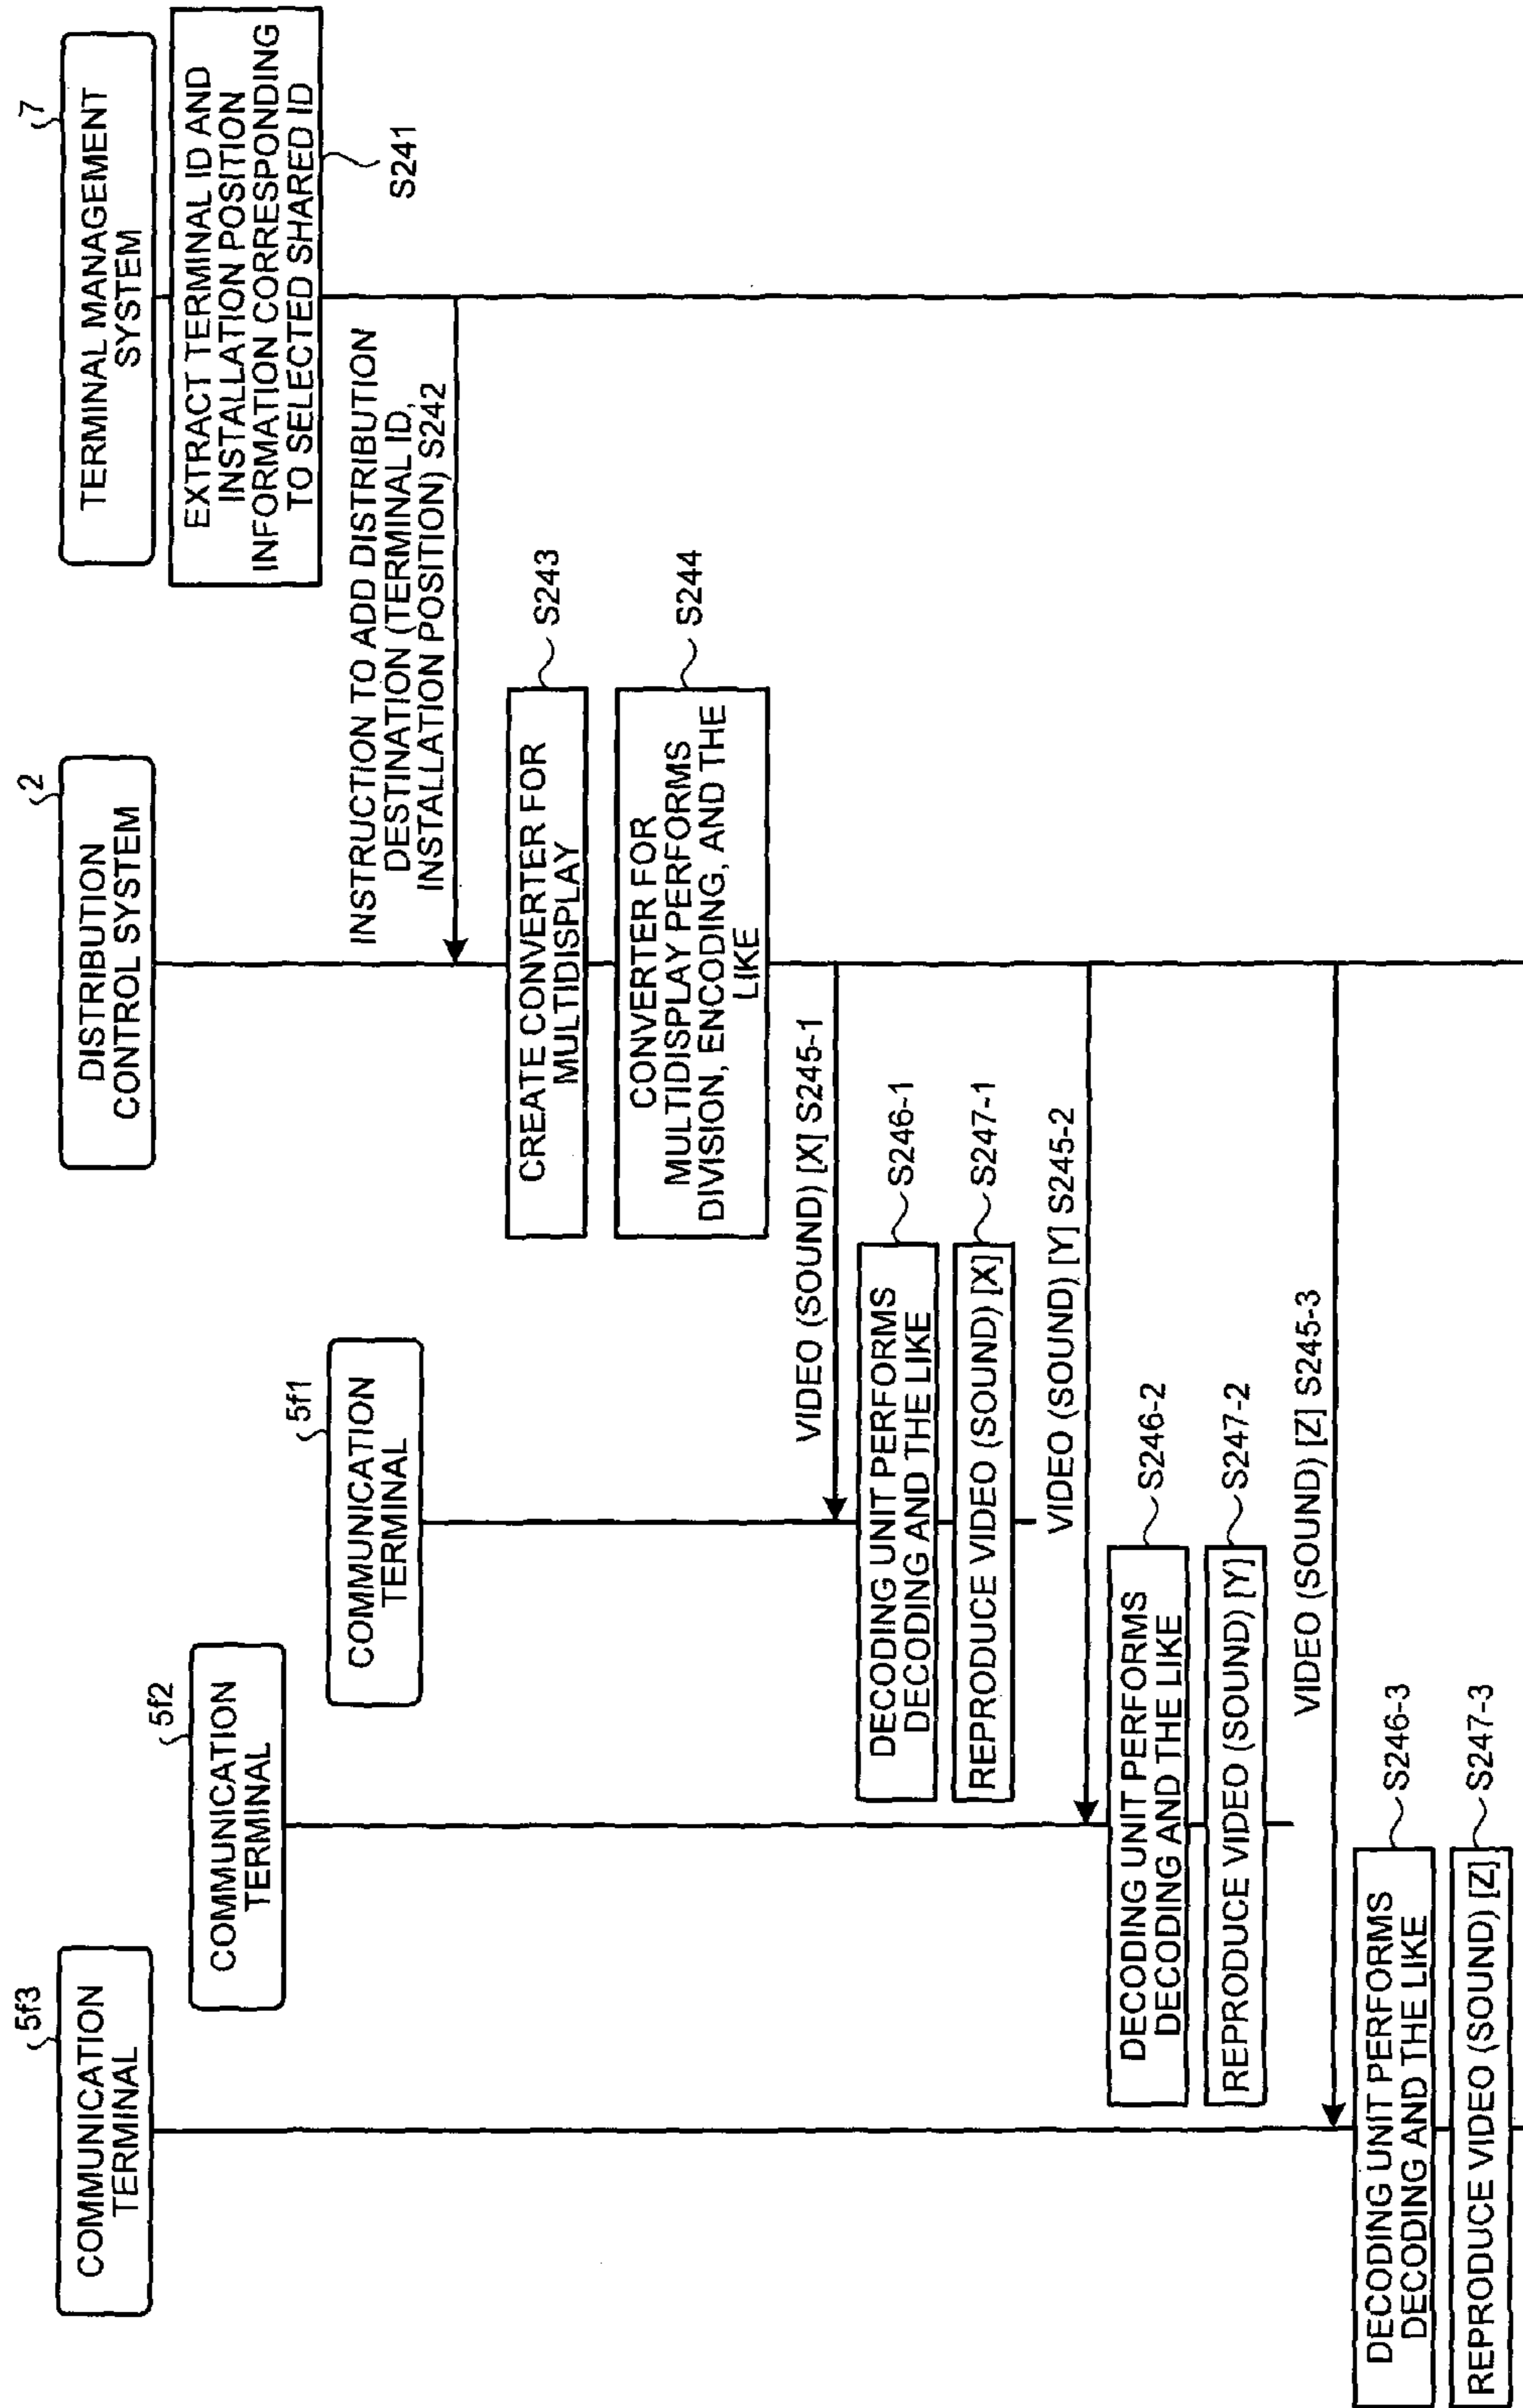 5f3
COMMUNICATION
TERMINAL
5f2
COMMUNICATION
TERMINAL
5f1
COMMUNICATION
TERMINAL
2
DISTRIBUTION
CONTROL SYSTEM
7
TERMINAL MANAGEMENT
SYSTEM
EXTRACT TERMINAL ID AND
INSTALLATION POSITION
INFORMATION CORRESPONDING
TO SELECTED SHARED ID
S241
INSTRUCTION TO ADD DISTRIBUTION
DESTINATION (TERMINAL ID,
INSTALLATION POSITION) S242
CREATE CONVERTER FOR
MULTIDISPLAY
S243
CONVERTER FOR
MULTIDISPLAY PERFORMS
DIVISION, ENCODING, AND THE
LIKE
S244
VIDEO (SOUND) [X] S245-1
DECODING UNIT PERFORMS
DECODING AND THE LIKE
S246-1
REPRODUCE VIDEO (SOUND) [X]
S247-1
VIDEO (SOUND) [Y] S245-2
DECODING UNIT PERFORMS
DECODING AND THE LIKE
S246-2
REPRODUCE VIDEO (SOUND) [Y]
S247-2
VIDEO (SOUND) [Z] S245-3
DECODING UNIT PERFORMS
DECODING AND THE LIKE
S246-3
REPRODUCE VIDEO (SOUND) [Z]
S247-3